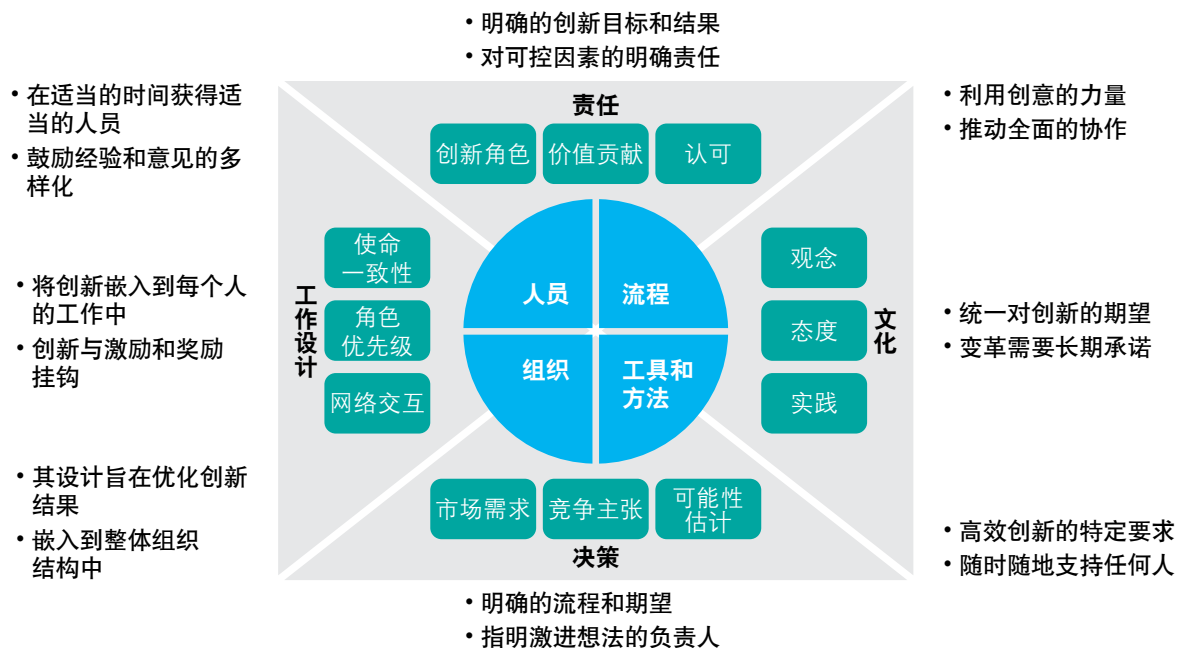 • 明确的创新目标和结果
• 对可控因素的明确责任
• 在适当的时间获得适
当的人员
• 鼓励经验和意见的多
样化
• 将创新嵌入到每个人
的工作中
• 创新与激励和奖励
挂钩
• 其设计旨在优化创新
结果
• 嵌入到整体组织
结构中
责任
创新角色
价值贡献
认可
工作设计
使命
一致性
角色
优先级
网络交互
人员
流程
组织
工具和
方法
观念
态度
实践
文化
市场需求
竞争主张
可能性
估计
决策
• 利用创意的力量
• 推动全面的协作
• 统一对创新的期望
• 变革需要长期承诺
• 高效创新的特定要求
• 随时随地支持任何人
• 明确的流程和期望
• 指明激进想法的负责人